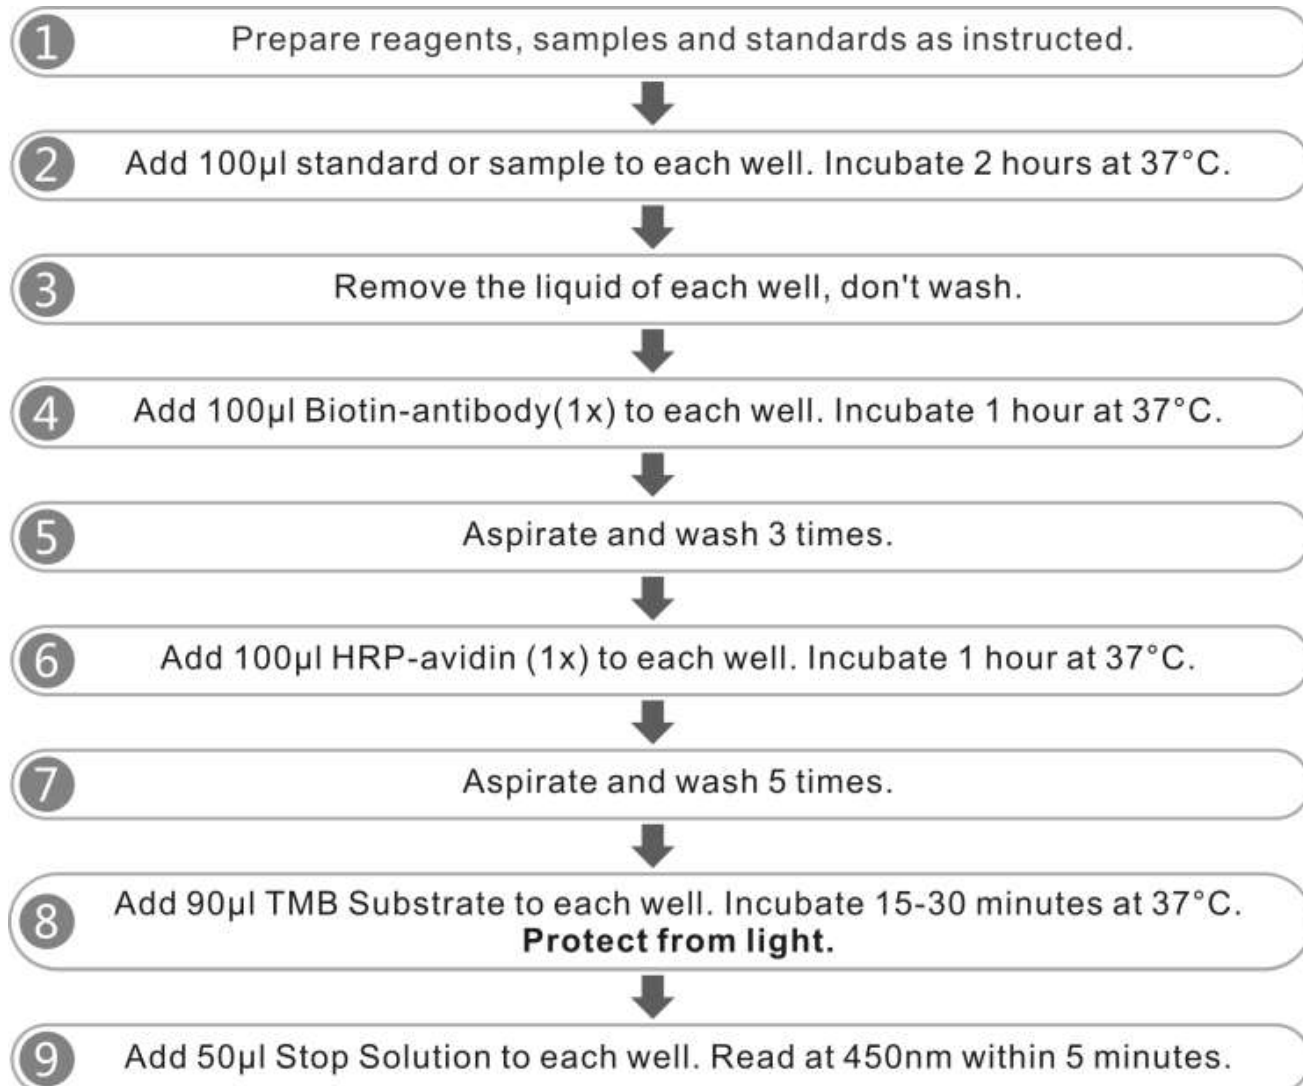 1 Prepare reagents, samples and standards as instructed.
2 Add 100µl standard or sample to each well. Incubate 2 hours at 37°C.
3 Remove the liquid of each well, don't wash.
4 Add 100µl Biotin-antibody(1x) to each well. Incubate 1 hour at 37°C.
5 Aspirate and wash 3 times.
6 Add 100µl HRP-avidin (1x) to each well. Incubate 1 hour at 37°C.
7 Aspirate and wash 5 times.
8 Add 90µl TMB Substrate to each well. Incubate 15-30 minutes at 37°C.
Protect from light.
9 Add 50µl Stop Solution to each well. Read at 450nm within 5 minutes.